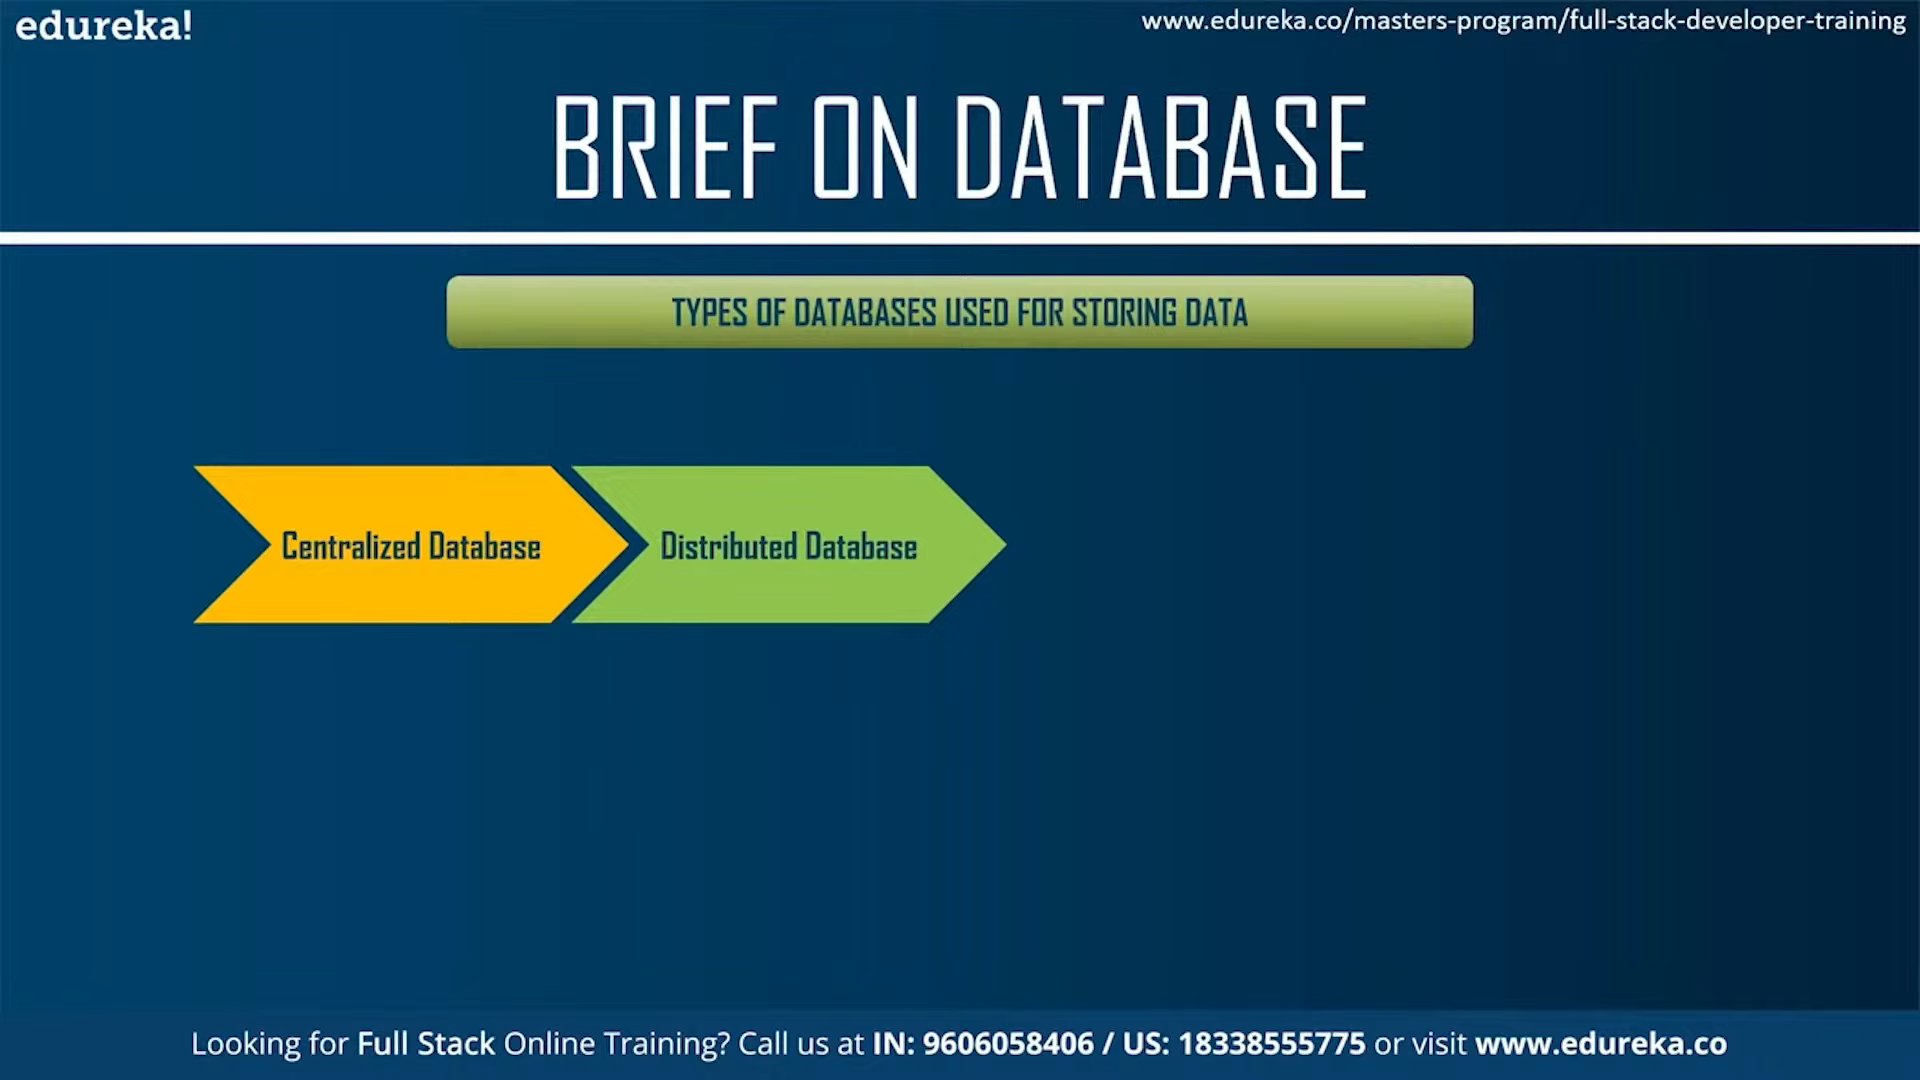 edureka!
www.edureka.co/masters-program/full-stack-developer-training
BRIEF ON DATABASE
TYPES OF DATABASES USED FOR STORING DATA
Centralized Database
Distributed Database
Looking for Full Stack Online Training? Call us at IN: 9606058406 / US: 18338555775 or visit www.edureka.co